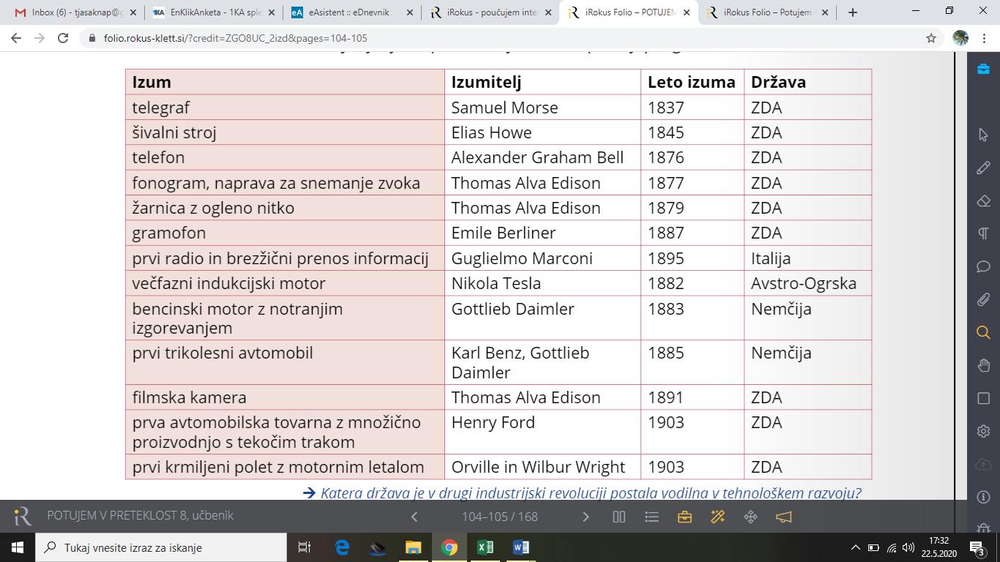 Inbox (6) - tjasaknap@g
EnKlikAnketa - 1KA sple
eAsistent :: eDnevnik
iRokus - poučujem inte
iRokus Folio – POTUJEM
iRokus Folio – Potujem
folio.rokus-klett.si/?credit=ZGO8UC_2izd&pages=104-105
Izum Izumitelj Leto izuma Država
telegraf Samuel Morse 1837 ZDA
šivalni stroj Elias Howe 1845 ZDA
telefon Alexander Graham Bell 1876 ZDA
fonogram, naprava za snemanje zvoka Thomas Alva Edison 1877 ZDA
žarnica z ogleno nitko Thomas Alva Edison 1879 ZDA
gramofon Emile Berliner 1887 ZDA
prvi radio in brezžični prenos informacij Guglielmo Marconi 1895 Italija
večfazni indukcijski motor Nikola Tesla 1882 Avstro-Ogrska
bencinski motor z notranjim Gottlieb Daimler 1883 Nemčija
izgorevanjem
prvi trikolesni avtomobil Karl Benz, Gottlieb 1885 Nemčija
Daimler
filmska kamera Thomas Alva Edison 1891 ZDA
prva avtomobilska tovarna z množično Henry Ford 1903 ZDA
proizvodnjo s tekočim trakom
prvi krmiljeni polet z motornim letalom Orville in Wilbur Wright 1903 ZDA
→ Katera država je v drugi industrijski revoluciji postala vodilna v tehnološkem razvoju?
iR POTUJEM V PRETEKLOST 8, učbenik 104–105 / 168
Tukaj vnesite izraz za iskanje
17:32
22.5.2020
3